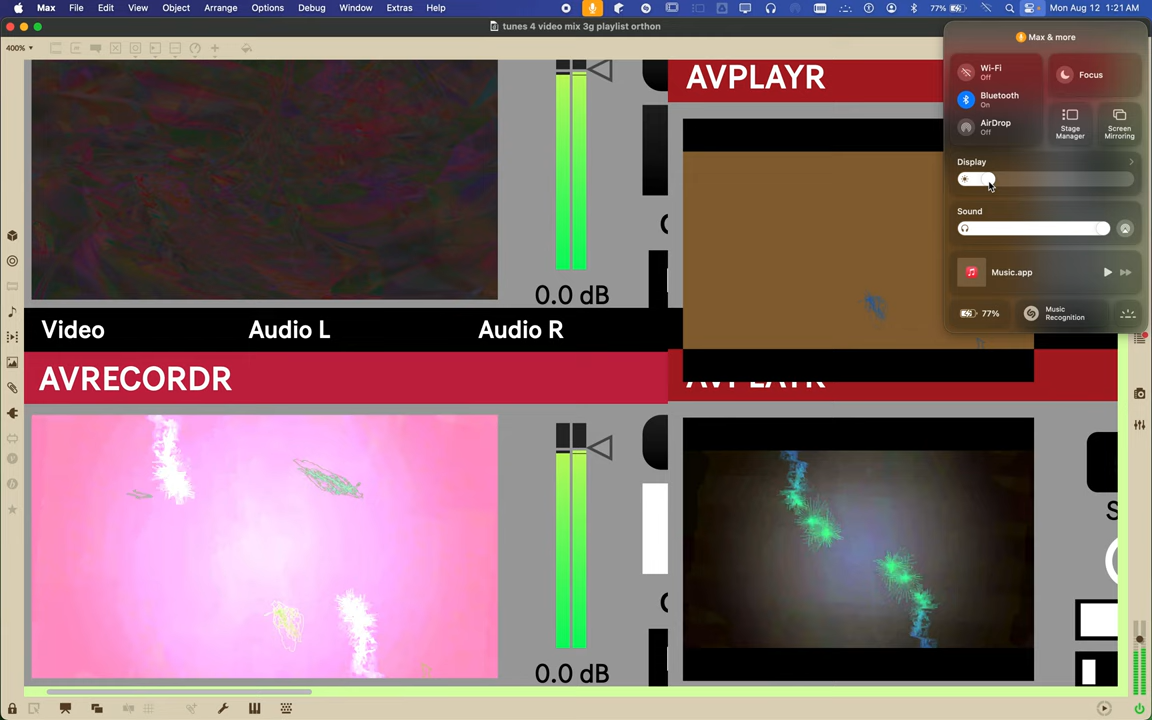 Max File Edit View Object Arrange Options Debug Window Extras Help 77% Mon Aug 12 1:21 AM
tunes 4 video mix 3g playlist orthon
400%
Max & more
Wi-Fi
Off
Bluetooth
On
AirDrop
Off
Focus
Stage
Manager
Screen
Mirroring
Display
Sound
Music.app
77%
Music
Recognition
AVPLAYR
0.0 dB
Video Audio L Audio R
AVRECORDR
AVPLAYR
0.0 dB